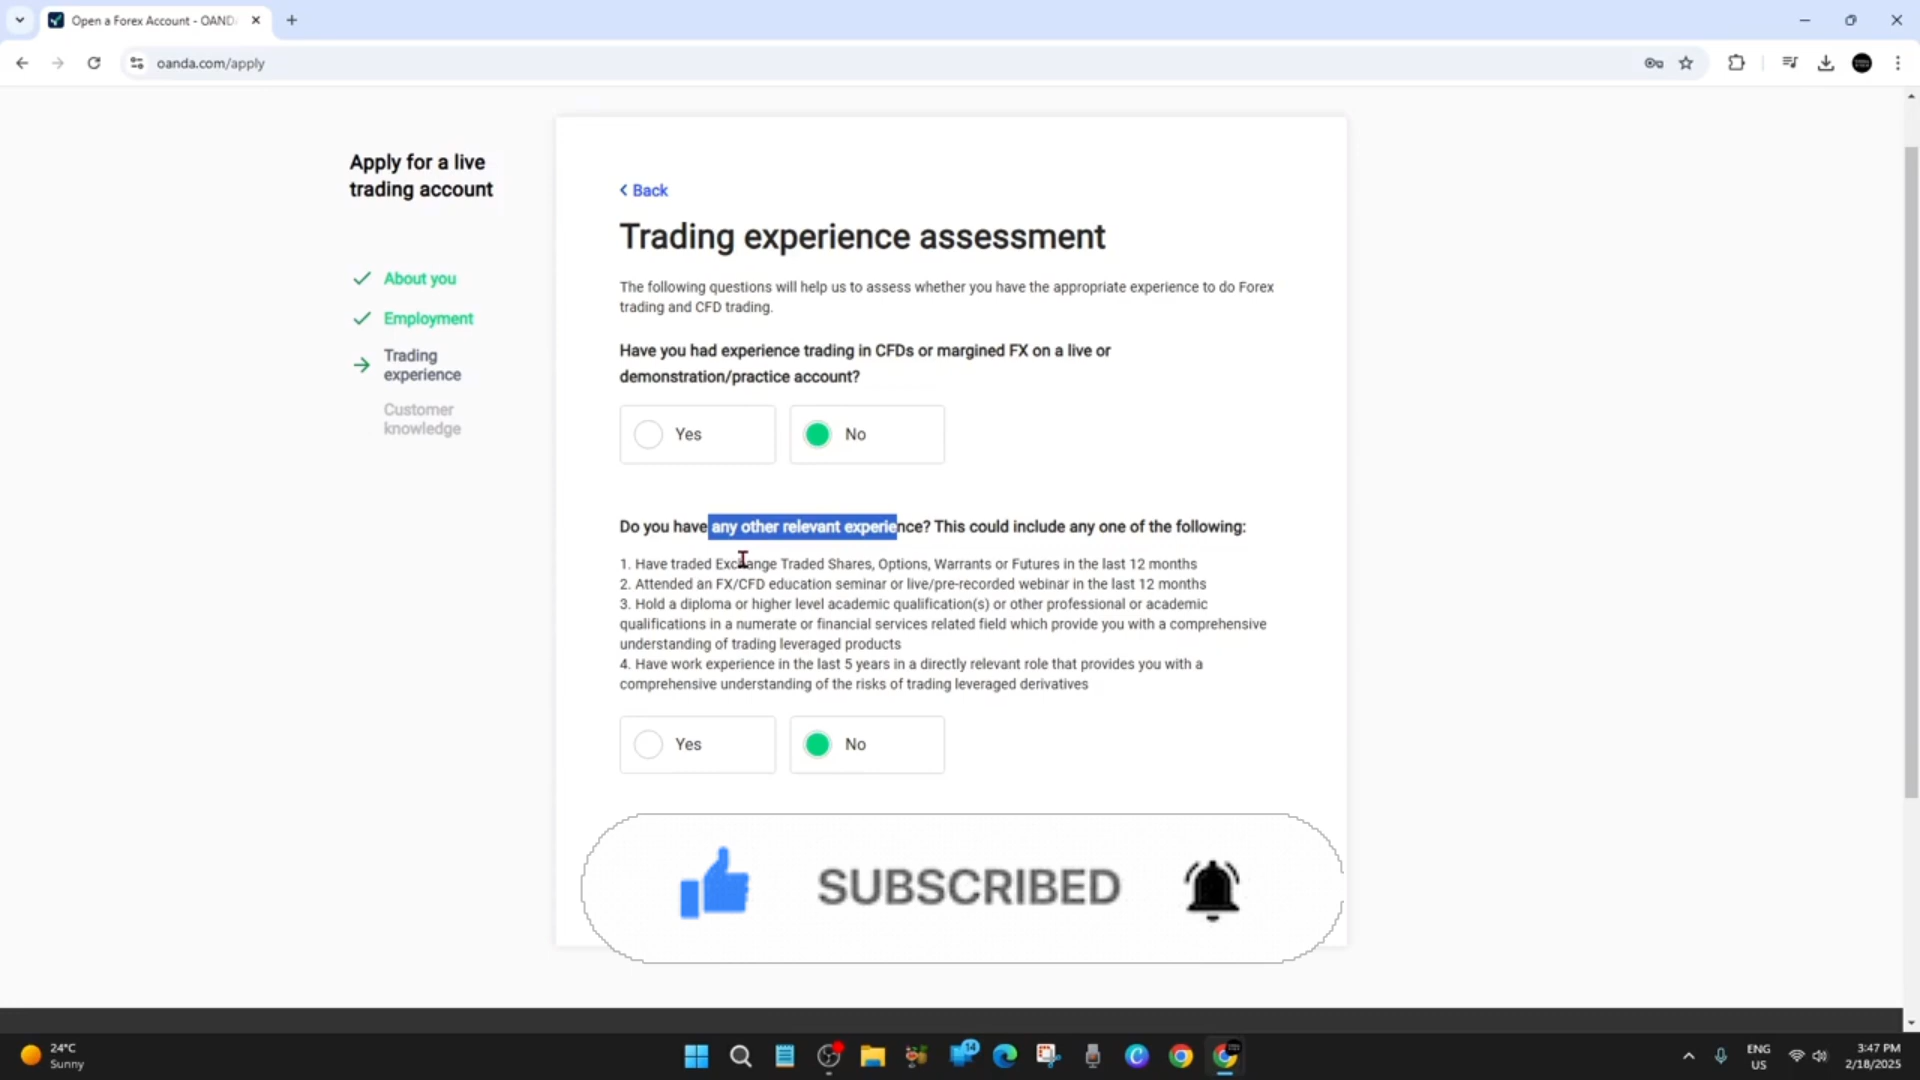 Open a Forex Account - OAND
oanda.com/apply
Apply for a live
trading account
About you
Employment
Trading
experience
Customer
knowledge
Back
Trading experience assessment
The following questions will help us to assess whether you have the appropriate experience to do Forex
trading and CFD trading.
Have you had experience trading in CFDs or margined FX on a live or
demonstration/practice account?
Yes
No
Do you have any other relevant experience? This could include any one of the following:
1. Have traded Exchange Traded Shares, Options, Warrants or Futures in the last 12 months
2. Attended an FX/CFD education seminar or live/pre-recorded webinar in the last 12 months
3. Hold a diploma or higher level academic qualification(s) or other professional or academic
qualifications in a numerate or financial services related field which provide you with a comprehensive
understanding of trading leveraged products
4. Have work experience in the last 5 years in a directly relevant role that provides you with a
comprehensive understanding of the risks of trading leveraged derivatives
Yes
No
SUBSCRIBED
24°C
Sunny
14
ENG
US
3:47 PM
2/18/2025